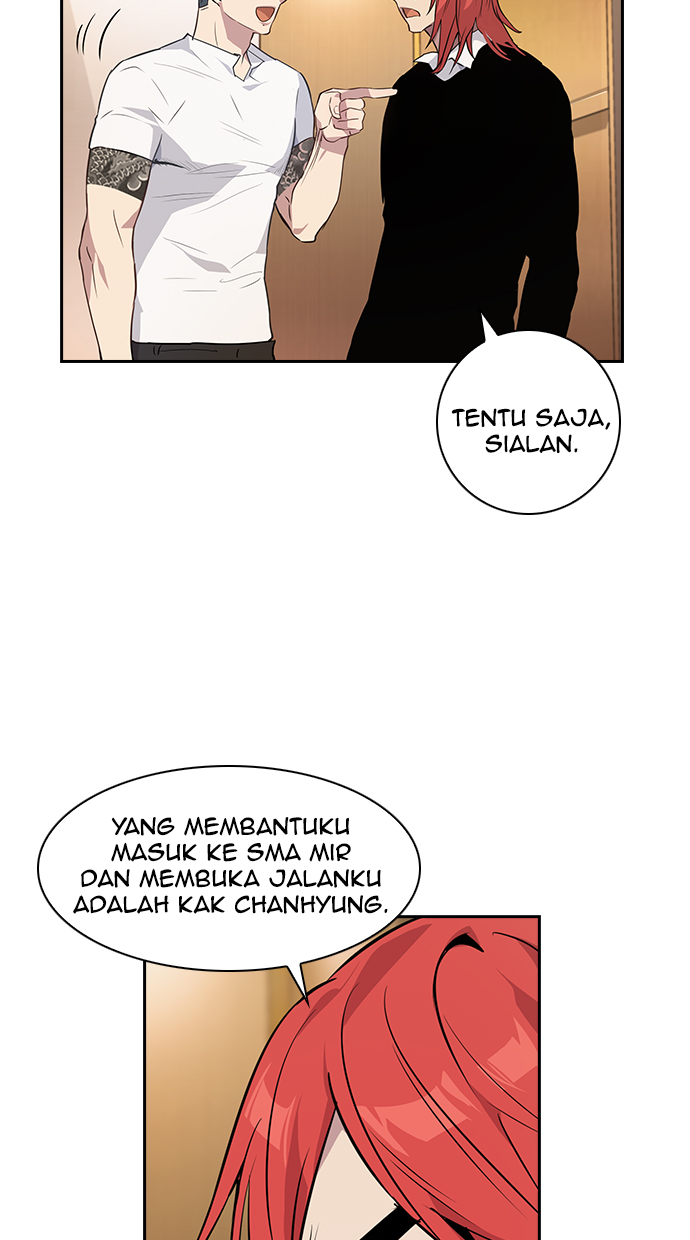 TENTU SAJA,
SIALAN.
YANG MEMBANTUKU
MASUK KE SMA MIR
DAN MEMBUKA JALANKU
ADALAH KAK CHANHYUNG.